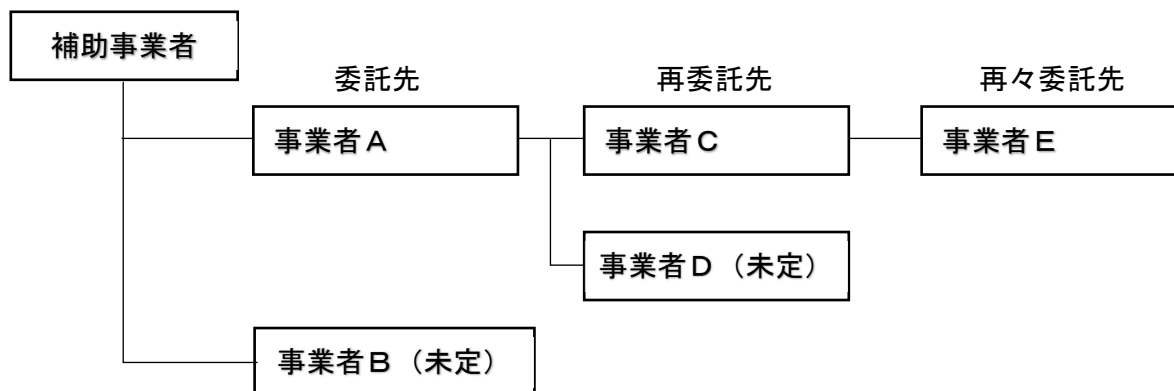 補助事業者
委託先
再委託先
再々委託先
事業者Ａ
事業者Ｃ
事業者Ｅ
事業者Ｄ（未定）
事業者Ｂ（未定）